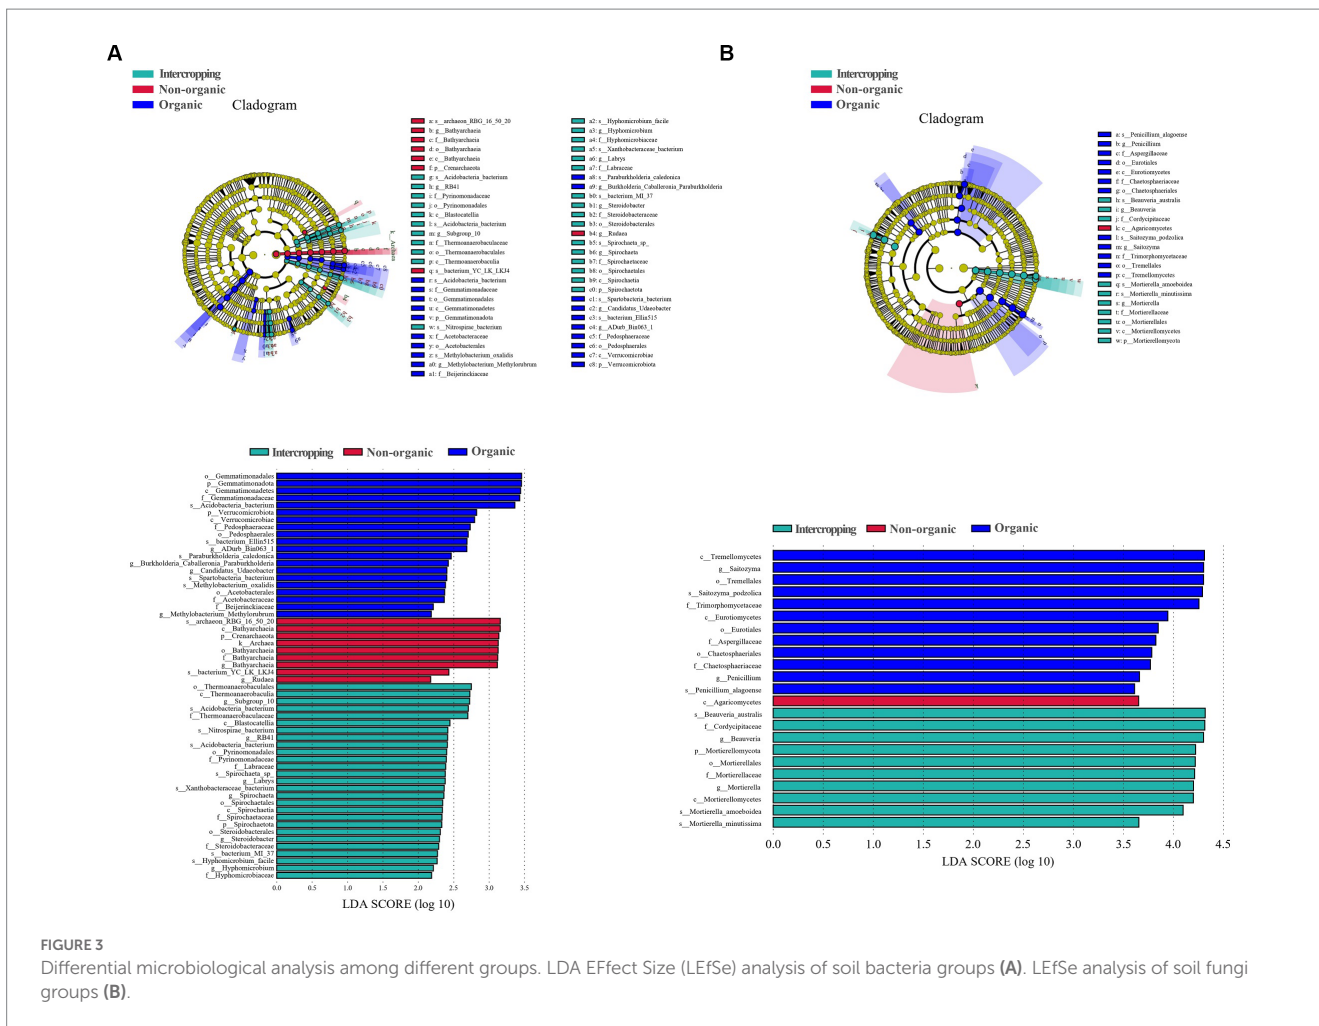 A
Intercropping
Non-organic
Organic
Cladogram
a: s__archaeon_RBG_16_50_20
b: g__Bathyarchaeia
c: f__Bathyarchaeia
d: o__Bathyarchaeia
e: c__Bathyarchaeia
f: p__Crenarchaeota
g: s__Acidobacteria_bacterium
h: g__RB41
i: f__Pyrinomonadaceae
j: o__Pyrinomonadales
k: c__Blastocatellia
l: s__Acidobacteria_bacterium
m: g__Subgroup_10
n: f__Thermoanaerobaculaceae
o: o__Thermoanaerobaculales
p: c__Thermoanaerobaculia
q: s_bacterium_YC_LK_LKJ4
r: s__Acidobacteria_bacterium
s: f__Gemmatimonadaceae
t: o__Gemmatimonadales
u: c__Gemmatimonadetes
v: p__Gemmatimonadota
w: s__Nitrospirae_bacterium
x: f__Acetobacteraceae
y: o__Acetobacterales
z: s__Methylobacterium_oxalidis
a0: g__Methylobacterium_Methylorubrum
a1: f__Beijerinckiaceae
a2: s__Hyphomicrobium_facile
a3: g__Hyphomicrobium
a4: f__Hyphomicrobiaceae
a5: s__Xanthobacteraceae_bacterium
a6: g__Labrys
a7: f__Labraceae
a8: s__Paraburkholderia_caledonica
a9: g__Burkholderia_Caballeronia_Paraburkholderia
b0: s__bacterium_MI_37
b1: g__Steroidobacter
b2: f__Steroidobacteraceae
b3: o__Steroidobacterales
b4: g__Rudaea
b5: s__Spirochaeta_sp_
b6: g__Spirochaeta
b7: f__Spirochaetaceae
b8: o__Spirochaetales
b9: c__Spirochaetia
c0: p__Spirochaetota
c1: s__Spartobacteria_bacterium
c2: g__Candidatus_Udaeobacter
c3: s__bacterium_Ellin515
c4: g__ADurb_Bin063_1
c5: f__Pedosphaeraceae
c6: o__Pedosphaerales
c7: c__Verrucomicrobiae
c8: p__Verrucomicrobiota
Intercropping
Non-organic
Organic
o__Gemmatimonadales
p__Gemmatimonadota
c__Gemmatimonadetes
f__Gemmatimonadaceae
s__Acidobacteria_bacterium
p__Verrucomicrobiota
c__Verrucomicrobiae
f__Pedosphaeraceae
o__Pedosphaerales
s__bacterium_Ellin515
g__ADurb_Bin063_1
s__Paraburkholderia_caledonica
g__Burkholderia_Caballeronia_Paraburkholderia
g__Candidatus_Udaeobacter
s__Spartobacteria_bacterium
s__Methylobacterium_oxalidis
o__Acetobacterales
f__Acetobacteraceae
f__Beijerinckiaceae
g__Methylobacterium_Methylorubrum
s__archaeon_RBG_16_50_20
c__Bathyarchaeia
p__Crenarchaeota
k__Archaea
o__Bathyarchaeia
f__Bathyarchaeia
g__Bathyarchaeia
s__bacterium_YC_LK_LKJ4
g__Rudaea
o__Thermoanaerobaculales
c__Thermoanaerobaculia
g__Subgroup_10
s__Acidobacteria_bacterium
f__Thermoanaerobaculaceae
c__Blastocatellia
s__Nitrospirae_bacterium
g__RB41
s__Acidobacteria_bacterium
o__Pyrinomonadales
f__Pyrinomonadaceae
f__Labraceae
s__Spirochaeta_sp_
g__Labrys
s__Xanthobacteraceae_bacterium
g__Spirochaeta
o__Spirochaetales
c__Spirochaetia
f__Spirochaetaceae
p__Spirochaetota
o__Steroidobacterales
g__Steroidobacter
f__Steroidobacteraceae
s__bacterium_MI_37
s__Hyphomicrobium_facile
g__Hyphomicrobium
f__Hyphomicrobiaceae
0.0 0.5 1.0 1.5 2.0 2.5 3.0 3.5
LDA SCORE (log 10)
B
Intercropping
Non-organic
Organic
Cladogram
a: s__Penicillium_alagoense
b: g__Penicillium
c: f__Aspergillaceae
d: o__Eurotiales
e: c__Eurotiomycetes
f: f__Chaetosphaeriaceae
g: o__Chaetosphaeriales
h: s__Beauveria_australis
i: g__Beauveria
j: f__Cordycipitaceae
k: c__Agaricomycetes
l: s__Saitozyma_podzolica
m: g__Saitozyma
n: f__Trimorphomycetaceae
o: o__Tremellales
p: c__Tremellomycetes
q: s__Mortierella_amoeboidea
r: s__Mortierella_minutissima
s: g__Mortierella
t: f__Mortierellaceae
u: o__Mortierellales
v: c__Mortierellomycetes
w: p__Mortierellomycota
Intercropping
Non-organic
Organic
c__Tremellomycetes
g__Saitozyma
o__Tremellales
s__Saitozyma_podzolica
f__Trimorphomycetaceae
c__Eurotiomycetes
o__Eurotiales
f__Aspergillaceae
o__Chaetosphaeriales
f__Chaetosphaeriaceae
g__Penicillium
s__Penicillium_alagoense
c__Agaricomycetes
s__Beauveria_australis
f__Cordycipitaceae
g__Beauveria
p__Mortierellomycota
o__Mortierellales
f__Mortierellaceae
g__Mortierella
c__Mortierellomycetes
s__Mortierella_amoeboidea
s__Mortierella_minutissima
0.0 0.5 1.0 1.5 2.0 2.5 3.0 3.5 4.0 4.5
LDA SCORE (log 10)
FIGURE 3
Differential microbiological analysis among different groups. LDA EFfect Size (LEfSe) analysis of soil bacteria groups (A). LEfSe analysis of soil fungi
groups (B).